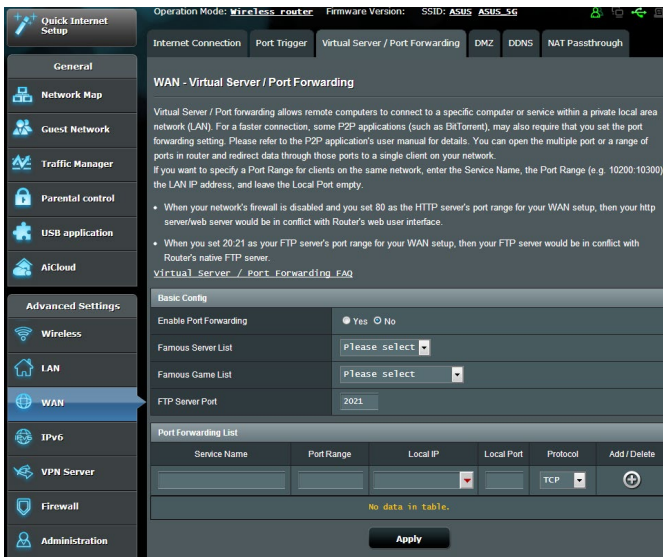 Quick Internet
Setup
Operation Mode: Wireless router Firmware Version: SSID: ASUS ASUS_5G
Internet Connection Port Trigger Virtual Server / Port Forwarding DMZ DDNS NAT Passthrough
General
Network Map
Guest Network
Traffic Manager
Parental control
USB application
AiCloud
Advanced Settings
Wireless
LAN
WAN
IPv6
VPN Server
Firewall
Administration
WAN - Virtual Server / Port Forwarding
Virtual Server / Port forwarding allows remote computers to connect to a specific computer or service within a private local area
network (LAN). For a faster connection, some P2P applications (such as BitTorrent), may also require that you set the port
forwarding setting. Please refer to the P2P application's user manual for details. You can open the multiple port or a range of
ports in router and redirect data through those ports to a single client on your network.
If you want to specify a Port Range for clients on the same network, enter the Service Name, the Port Range (e.g. 10200:10300)
the LAN IP address, and leave the Local Port empty.
• When your network's firewall is disabled and you set 80 as the HTTP server's port range for your WAN setup, then your http
server/web server would be in conflict with Router's web user interface.
• When you set 20:21 as your FTP server's port range for your WAN setup, then your FTP server would be in conflict with
Router's native FTP server.
Virtual Server / Port Forwarding FAQ
Basic Config
Enable Port Forwarding Yes No
Famous Server List Please select
Famous Game List Please select
FTP Server Port 2021
Port Forwarding List
Service Name Port Range Local IP Local Port Protocol Add / Delete
TCP
No data in table.
Apply